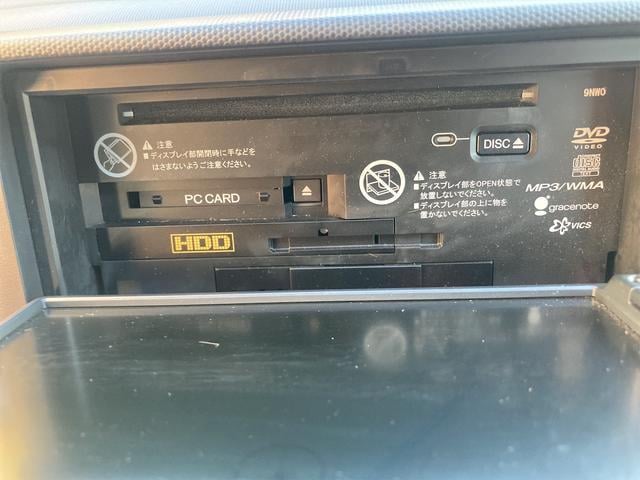 9NW0
⚠ 注意
■ディスプレイ部開閉時に手などを
はさまないようご注意ください。
DISC ⏏
DVD
VIDEO
PC CARD
⚠ 注意
■ディスプレイ部をOPEN状態で
放置しないでください。
■ディスプレイ部の上に物を
置かないでください。
disc
TEXT
MP3/WMA
gracenote
VICS
HDD